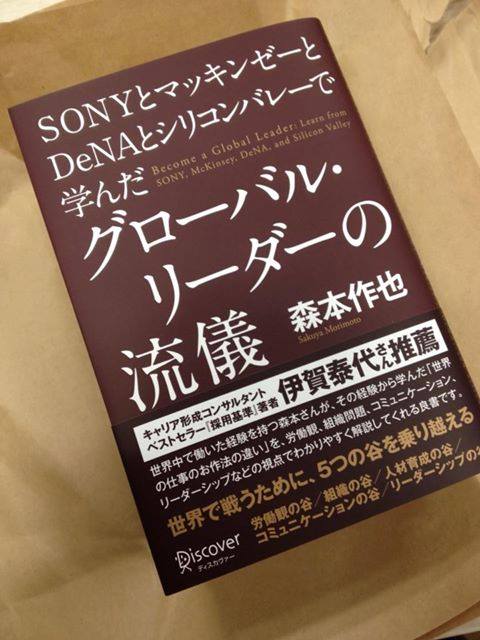 SONYとマッキンゼーと
DeNAとシリコンバレーで
学んだ
Become a Global Leader: Learn from
SONY, McKinsey, DeNA, and Silicon Valley
グローバル・
リーダーの
流儀
森本作也
Sakuya Morimoto
キャリア形成コンサルタント
ベストセラー『採用基準』著者
伊賀泰代さん推薦
世界中で働いた経験を持つ森本さんが、その経験から学んだ「世界
の仕事のお作法の違い」を、労働観、組織問題、コミュニケーション、
リーダーシップなどの視点でわかりやすく解説してくれる良書です。
世界で戦うために、5つの谷を乗り越える
労働観の谷/組織の谷/人材育成の谷/
コミュニケーションの谷/リーダーシップの谷
Discover
ディスカヴァー